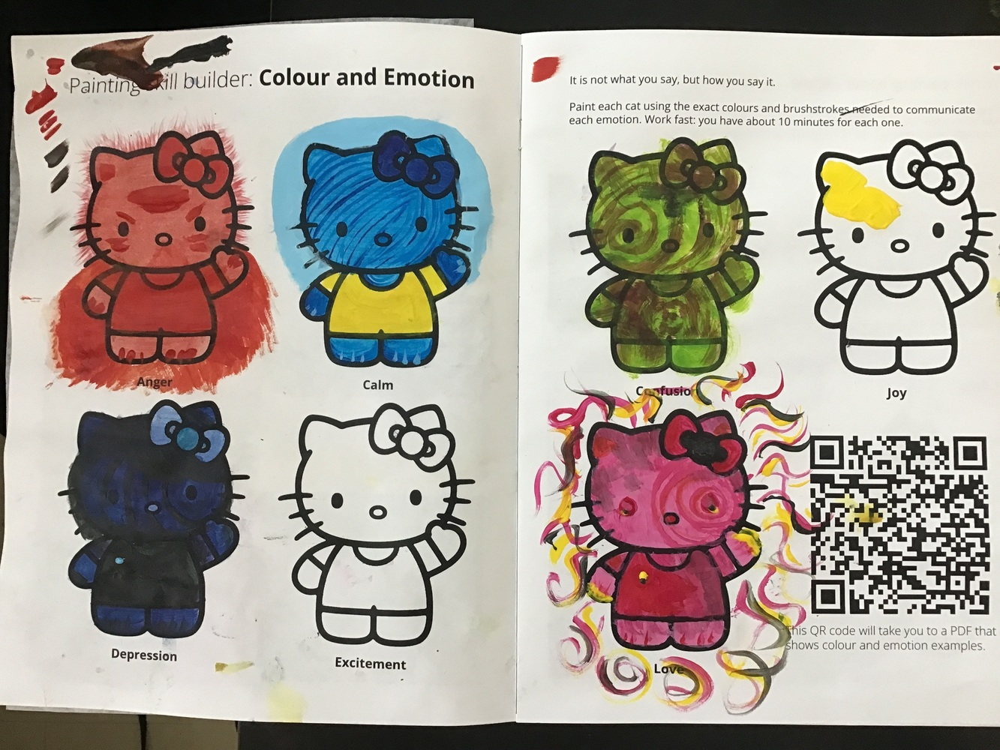 Painting skill builder: Colour and Emotion
Anger
Calm
Depression
Excitement
It is not what you say, but how you say it.
Paint each cat using the exact colours and brushstrokes needed to communicate
each emotion. Work fast: you have about 10 minutes for each one.
Confusion
Joy
Love
This QR code will take you to a PDF that
shows colour and emotion examples.